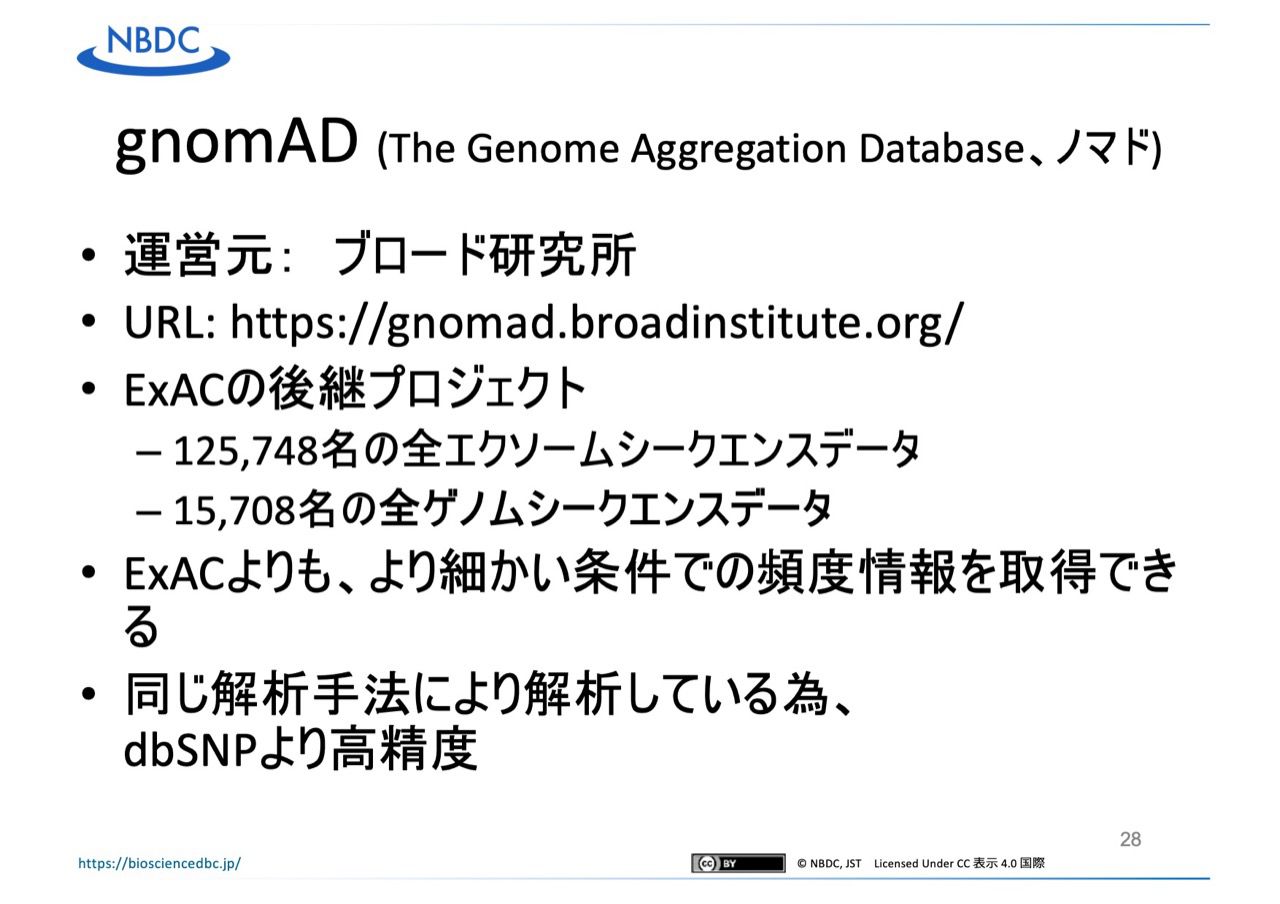 NBDC
gnomAD (The Genome Aggregation Database、ノマド)
• 運営元： ブロード研究所
• URL: https://gnomad.broadinstitute.org/
• ExACの後継プロジェクト
– 125,748名の全エクソームシークエンスデータ
– 15,708名の全ゲノムシークエンスデータ
• ExACよりも、より細かい条件での頻度情報を取得でき
る
• 同じ解析手法により解析している為、
dbSNPより高精度
28
https://biosciencedbc.jp/
cc BY © NBDC, JST Licensed Under CC 表示 4.0 国際